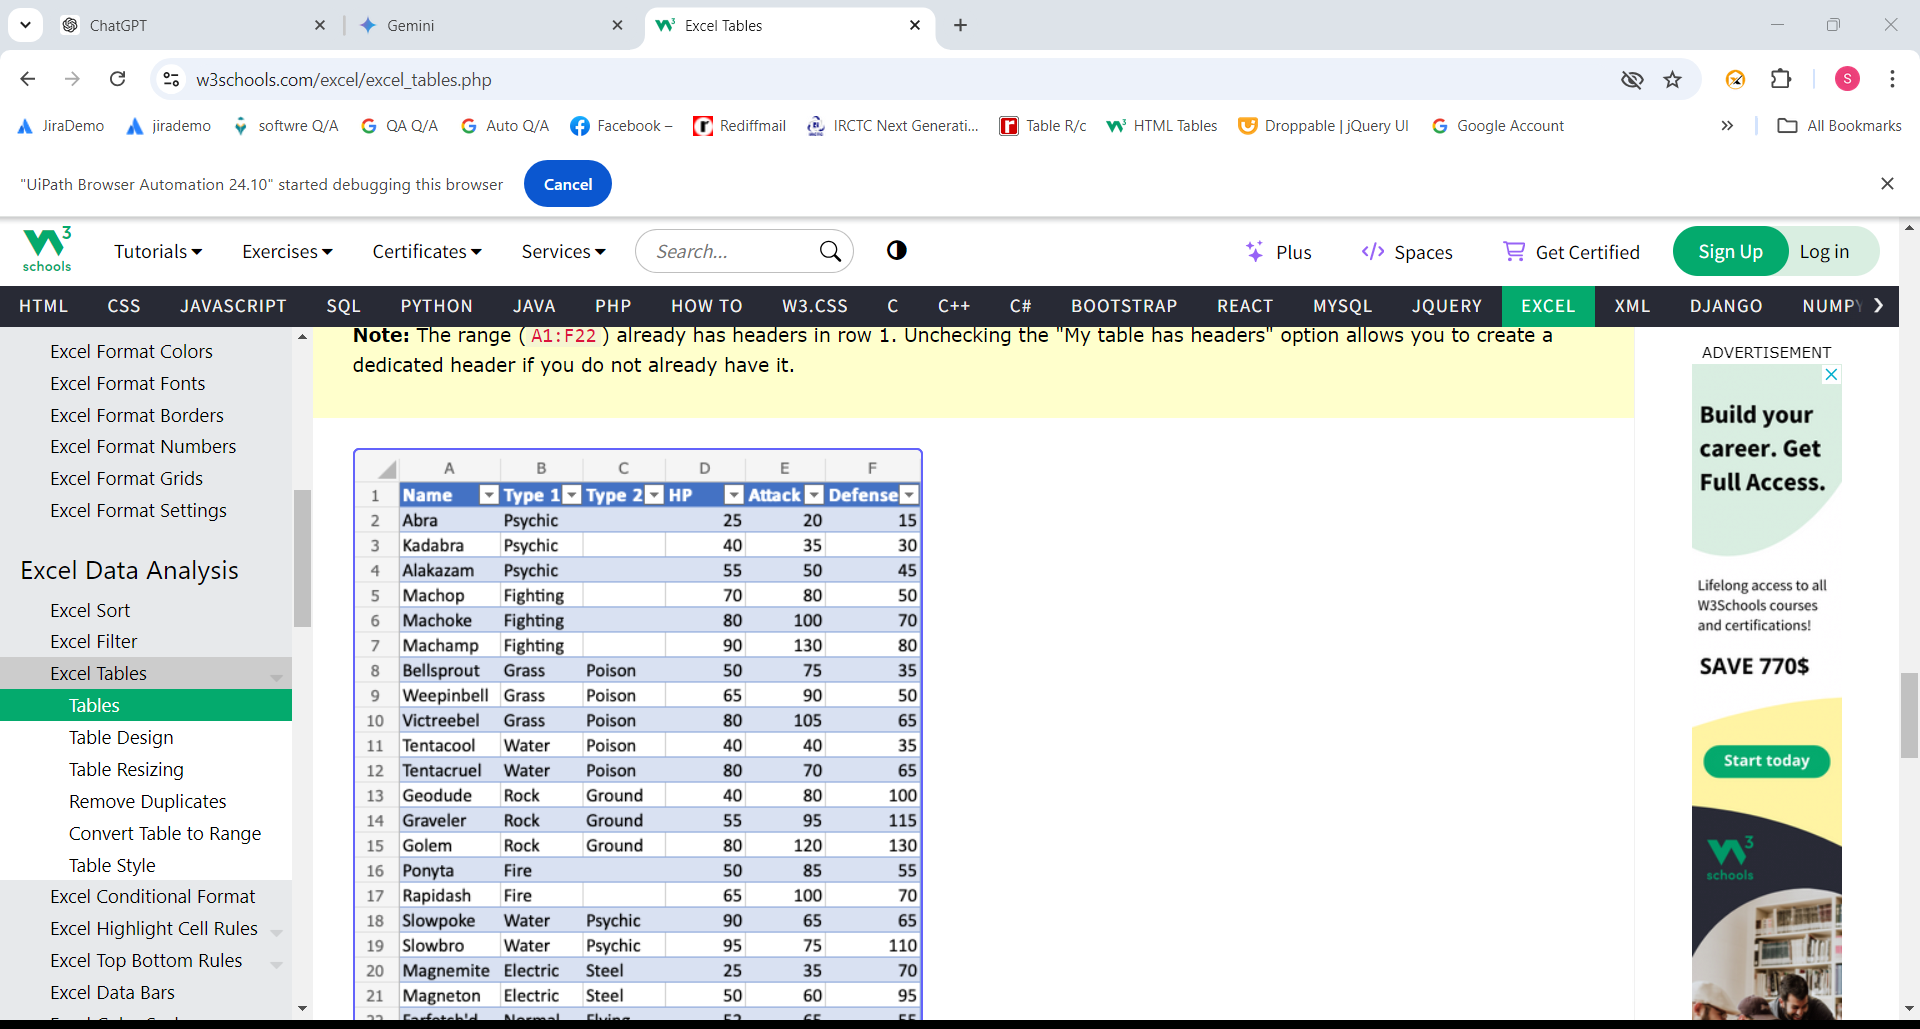 ChatGPT
Gemini
Excel Tables
w3schools.com/excel/excel_tables.php
S
JiraDemo
jirademo
softwre Q/A
QA Q/A
Auto Q/A
Facebook –
Rediffmail
IRCTC Next Generati...
Table R/c
HTML Tables
Droppable | jQuery UI
Google Account
All Bookmarks
"UiPath Browser Automation 24.10" started debugging this browser
Cancel
3
schools
Tutorials
Exercises
Certificates
Services
Search...
Plus
Spaces
Get Certified
Sign Up
Log in
HTML CSS JAVASCRIPT SQL PYTHON JAVA PHP HOW TO W3.CSS C C++ C# BOOTSTRAP REACT MYSQL JQUERY EXCEL XML DJANGO NUMPY
Excel Format Colors
Excel Format Fonts
Excel Format Borders
Excel Format Numbers
Excel Format Grids
Excel Format Settings
Excel Data Analysis
Excel Sort
Excel Filter
Excel Tables
Tables
Table Design
Table Resizing
Remove Duplicates
Convert Table to Range
Table Style
Excel Conditional Format
Excel Highlight Cell Rules
Excel Top Bottom Rules
Excel Data Bars
Note: The range ( A1:F22 ) already has headers in row 1. Unchecking the "My table has headers" option allows you to create a
dedicated header if you do not already have it.
A B C D E F
1 Name Type 1 Type 2 HP Attack Defense
2 Abra Psychic 25 20 15
3 Kadabra Psychic 40 35 30
4 Alakazam Psychic 55 50 45
5 Machop Fighting 70 80 50
6 Machoke Fighting 80 100 70
7 Machamp Fighting 90 130 80
8 Bellsprout Grass Poison 50 75 35
9 Weepinbell Grass Poison 65 90 50
10 Victreebel Grass Poison 80 105 65
11 Tentacool Water Poison 40 40 35
12 Tentacruel Water Poison 80 70 65
13 Geodude Rock Ground 40 80 100
14 Graveler Rock Ground 55 95 115
15 Golem Rock Ground 80 120 130
16 Ponyta Fire 50 85 55
17 Rapidash Fire 65 100 70
18 Slowpoke Water Psychic 90 65 65
19 Slowbro Water Psychic 95 75 110
20 Magnemite Electric Steel 25 35 70
21 Magneton Electric Steel 50 60 95
22 Farfetch'd Normal Flying 52 65 55
ADVERTISEMENT
Build your
career. Get
Full Access.
Lifelong access to all
W3Schools courses
and certifications!
SAVE 770$
Start today
3
schools